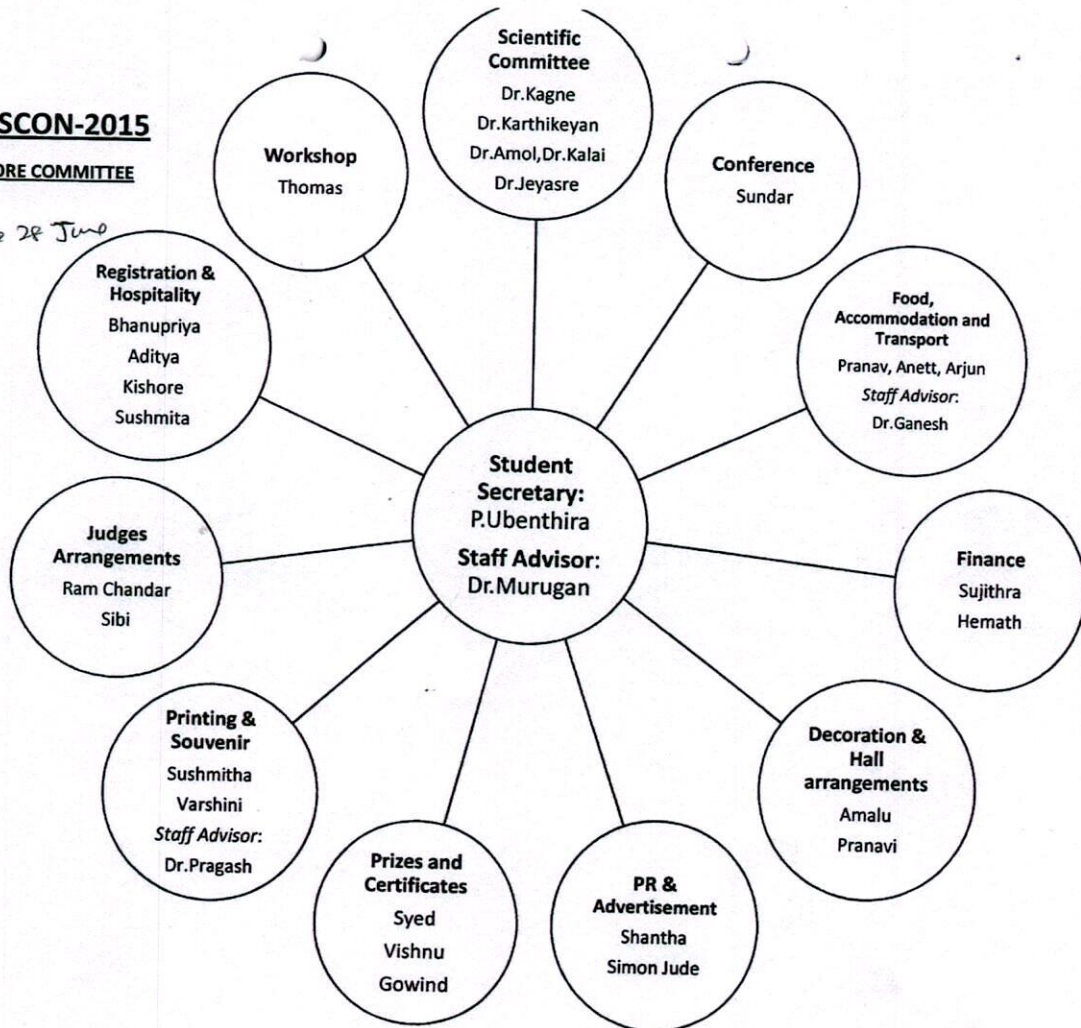 SCON-2015
ORE COMMITTEE
28 June
Scientific
Committee
Dr.Kagne
Dr.Karthikeyan
Dr.Amol,Dr.Kalai
Dr.Jeyasre
Workshop
Thomas
Conference
Sundar
Registration &
Hospitality
Bhanupriya
Aditya
Kishore
Sushmita
Food,
Accommodation and
Transport
Pranav, Anett, Arjun
Staff Advisor:
Dr.Ganesh
Student
Secretary:
P.Ubenthira
Staff Advisor:
Dr.Murugan
Judges
Arrangements
Ram Chandar
Sibi
Finance
Sujithra
Hemath
Printing &
Souvenir
Sushmitha
Varshini
Staff Advisor:
Dr.Pragash
Decoration &
Hall
arrangements
Amalu
Pranavi
Prizes and
Certificates
Syed
Vishnu
Gowind
PR &
Advertisement
Shantha
Simon Jude